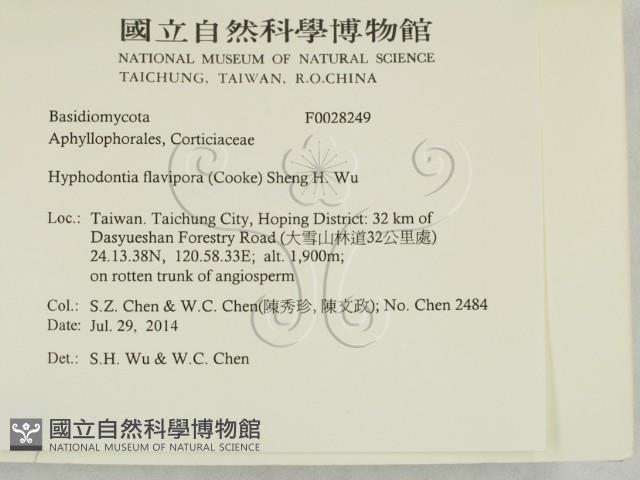 國立自然科學博物館
NATIONAL MUSEUM OF NATURAL SCIENCE
TAICHUNG, TAIWAN, R.O.CHINA
Basidiomycota F0028249
Aphyllophorales, Corticiaceae
Hyphodontia flavipora (Cooke) Sheng H. Wu
Loc.: Taiwan. Taichung City, Hoping District: 32 km of
Dasyueshan Forestry Road (大雪山林道32公里處)
24.13.38N, 120.58.33E; alt. 1,900m;
on rotten trunk of angiosperm
Col.: S.Z. Chen & W.C. Chen(陳秀珍, 陳文政); No. Chen 2484
Date: Jul. 29, 2014
Det.: S.H. Wu & W.C. Chen
國立自然科學博物館
NATIONAL MUSEUM OF NATURAL SCIENCE